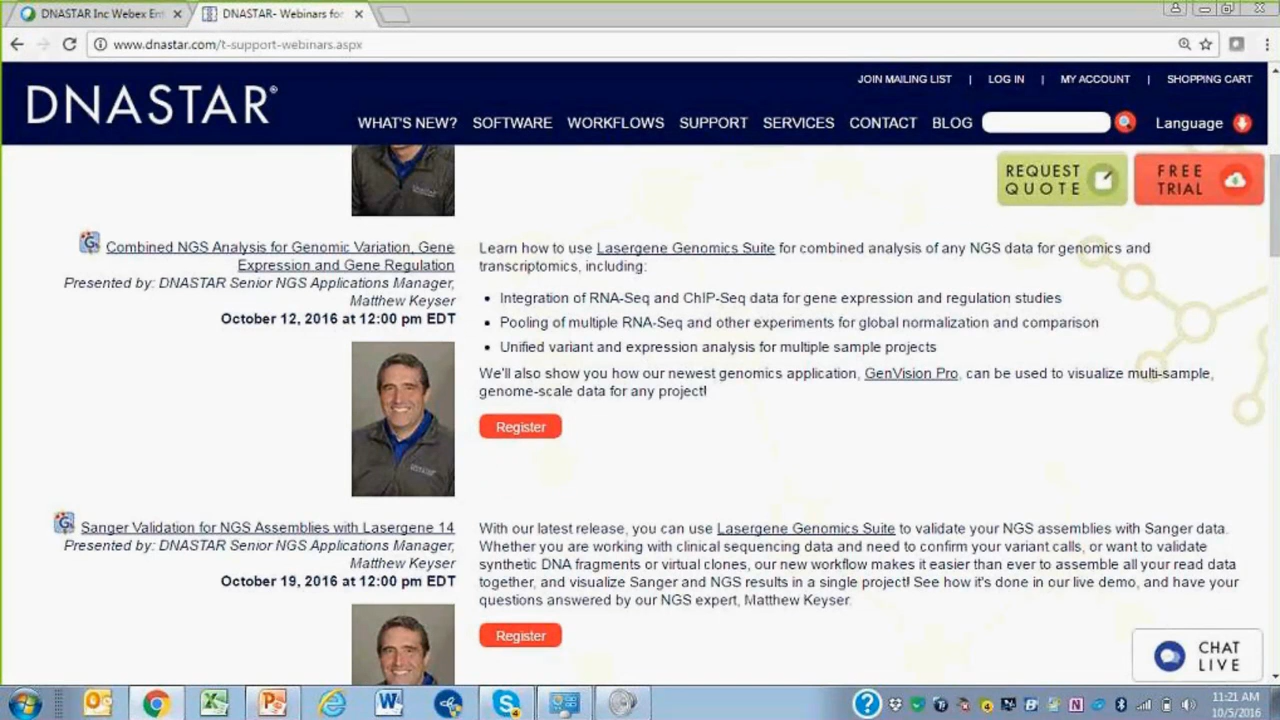 DNASTAR Inc Webex Ent
DNASTAR- Webinars for
www.dnastar.com/t-support-webinars.aspx
JOIN MAILING LIST | LOG IN | MY ACCOUNT | SHOPPING CART
DNASTAR®
WHAT'S NEW? SOFTWARE WORKFLOWS SUPPORT SERVICES CONTACT BLOG Language
REQUEST QUOTE
FREE TRIAL
Combined NGS Analysis for Genomic Variation, Gene
Expression and Gene Regulation
Presented by: DNASTAR Senior NGS Applications Manager,
Matthew Keyser
October 12, 2016 at 12:00 pm EDT
Learn how to use Lasergene Genomics Suite for combined analysis of any NGS data for genomics and
transcriptomics, including:
• Integration of RNA-Seq and ChIP-Seq data for gene expression and regulation studies
• Pooling of multiple RNA-Seq and other experiments for global normalization and comparison
• Unified variant and expression analysis for multiple sample projects
We'll also show you how our newest genomics application, GenVision Pro, can be used to visualize multi-sample,
genome-scale data for any project!
Register
Sanger Validation for NGS Assemblies with Lasergene 14
Presented by: DNASTAR Senior NGS Applications Manager,
Matthew Keyser
October 19, 2016 at 12:00 pm EDT
With our latest release, you can use Lasergene Genomics Suite to validate your NGS assemblies with Sanger data.
Whether you are working with clinical sequencing data and need to confirm your variant calls, or want to validate
synthetic DNA fragments or virtual clones, our new workflow makes it easier than ever to assemble all your read data
together, and visualize Sanger and NGS results in a single project! See how it's done in our live demo, and have your
questions answered by our NGS expert, Matthew Keyser.
Register
CHAT
LIVE
11:21 AM
10/5/2016